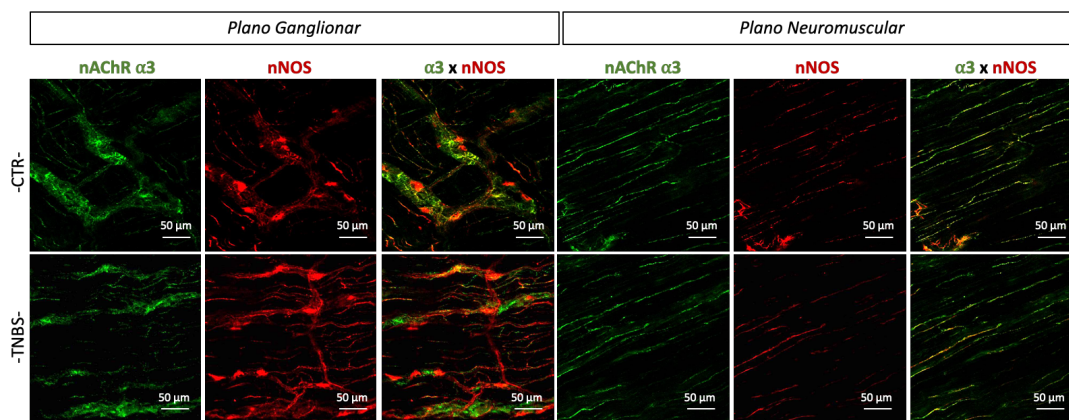 Plano Ganglionar Plano Neuromuscular
nAChR α3 nNOS α3 x nNOS nAChR α3 nNOS α3 x nNOS
-CTR-
50 µm 50 µm 50 µm 50 µm 50 µm 50 µm
-TNBS-
50 µm 50 µm 50 µm 50 µm 50 µm 50 µm